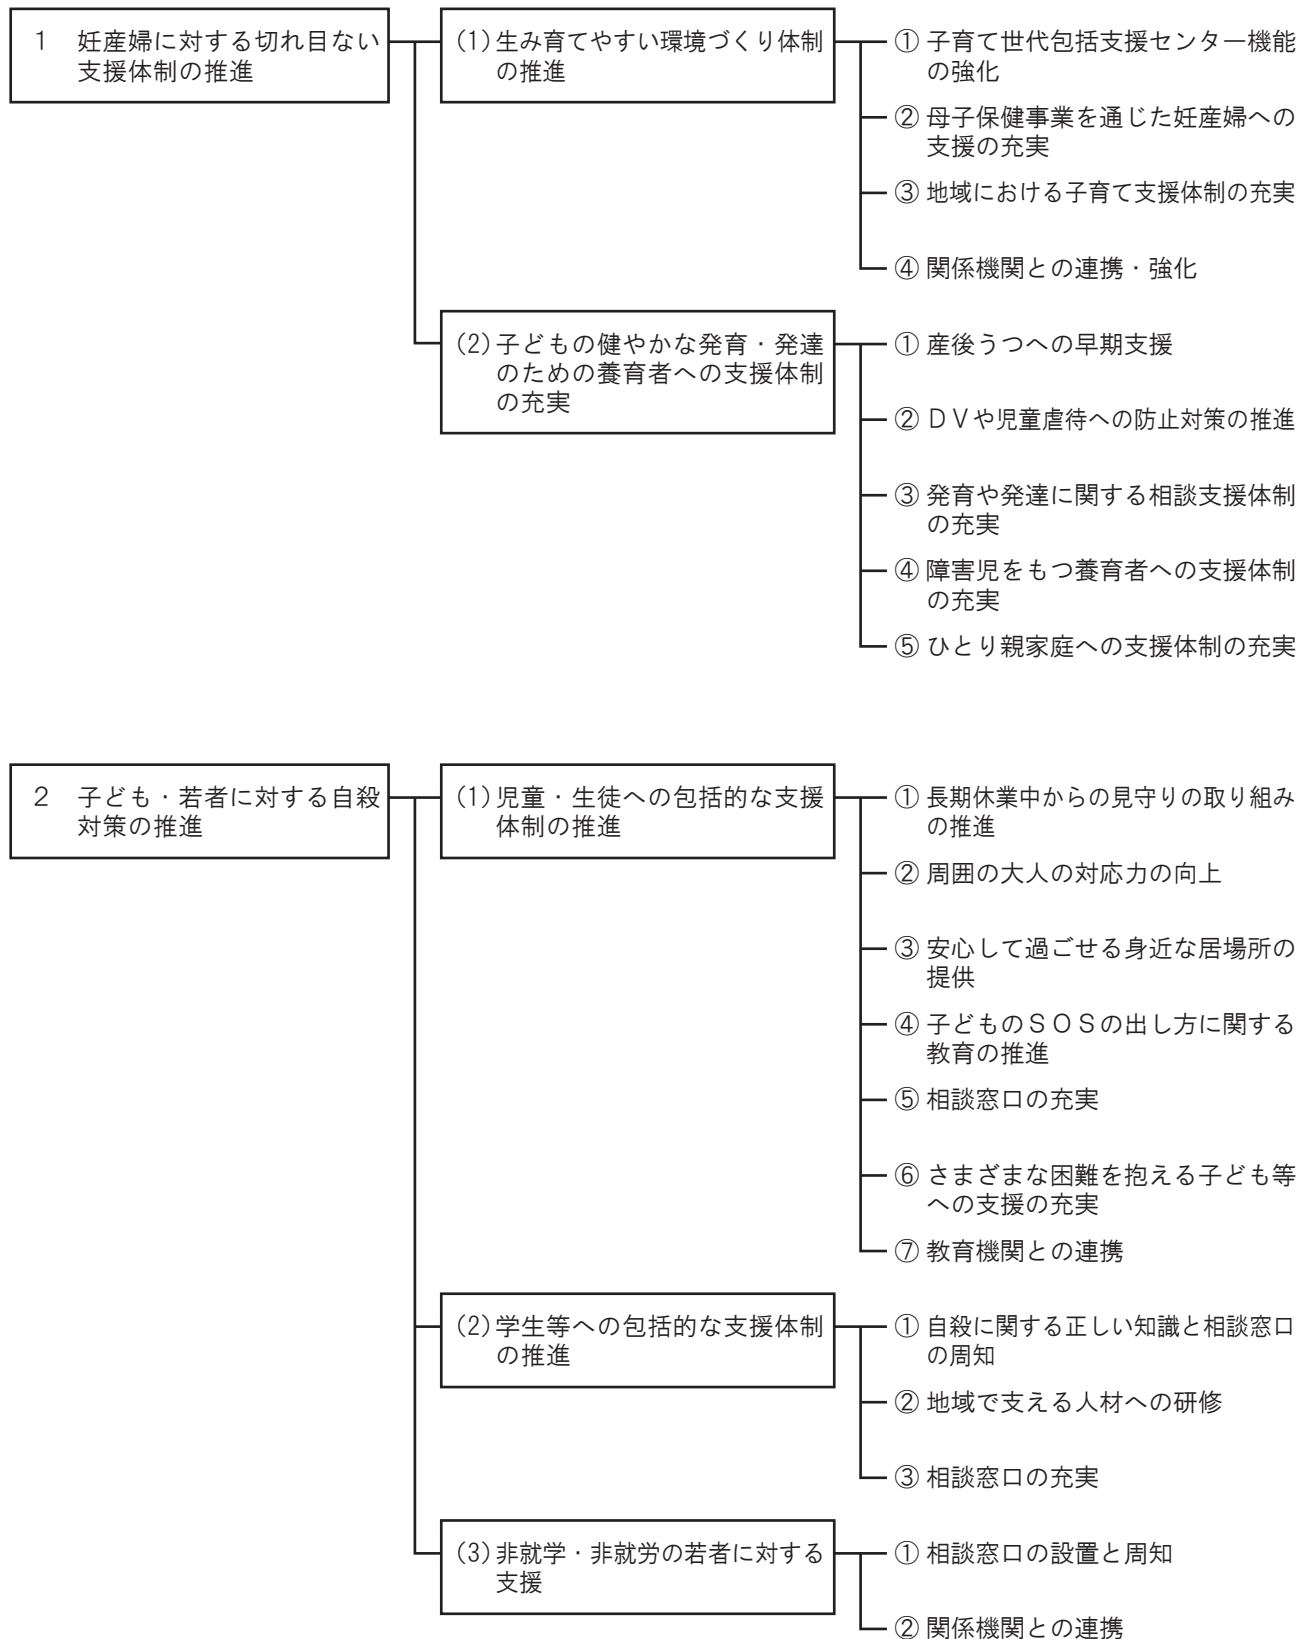 1 妊産婦に対する切れ目ない
支援体制の推進
(1)生み育てやすい環境づくり体制
の推進
① 子育て世代包括支援センター機能
の強化
② 母子保健事業を通じた妊産婦への
支援の充実
③ 地域における子育て支援体制の充実
④ 関係機関との連携・強化
(2)子どもの健やかな発育・発達
のための養育者への支援体制
の充実
① 産後うつへの早期支援
② DVや児童虐待への防止対策の推進
③ 発育や発達に関する相談支援体制
の充実
④ 障害児をもつ養育者への支援体制
の充実
⑤ ひとり親家庭への支援体制の充実
2 子ども・若者に対する自殺
対策の推進
(1)児童・生徒への包括的な支援
体制の推進
① 長期休業中からの見守りの取り組み
の推進
② 周囲の大人の対応力の向上
③ 安心して過ごせる身近な居場所の
提供
④ 子どものSOSの出し方に関する
教育の推進
⑤ 相談窓口の充実
⑥ さまざまな困難を抱える子ども等
への支援の充実
⑦ 教育機関との連携
(2)学生等への包括的な支援体制
の推進
① 自殺に関する正しい知識と相談窓口
の周知
② 地域で支える人材への研修
③ 相談窓口の充実
(3)非就学・非就労の若者に対する
支援
① 相談窓口の設置と周知
② 関係機関との連携